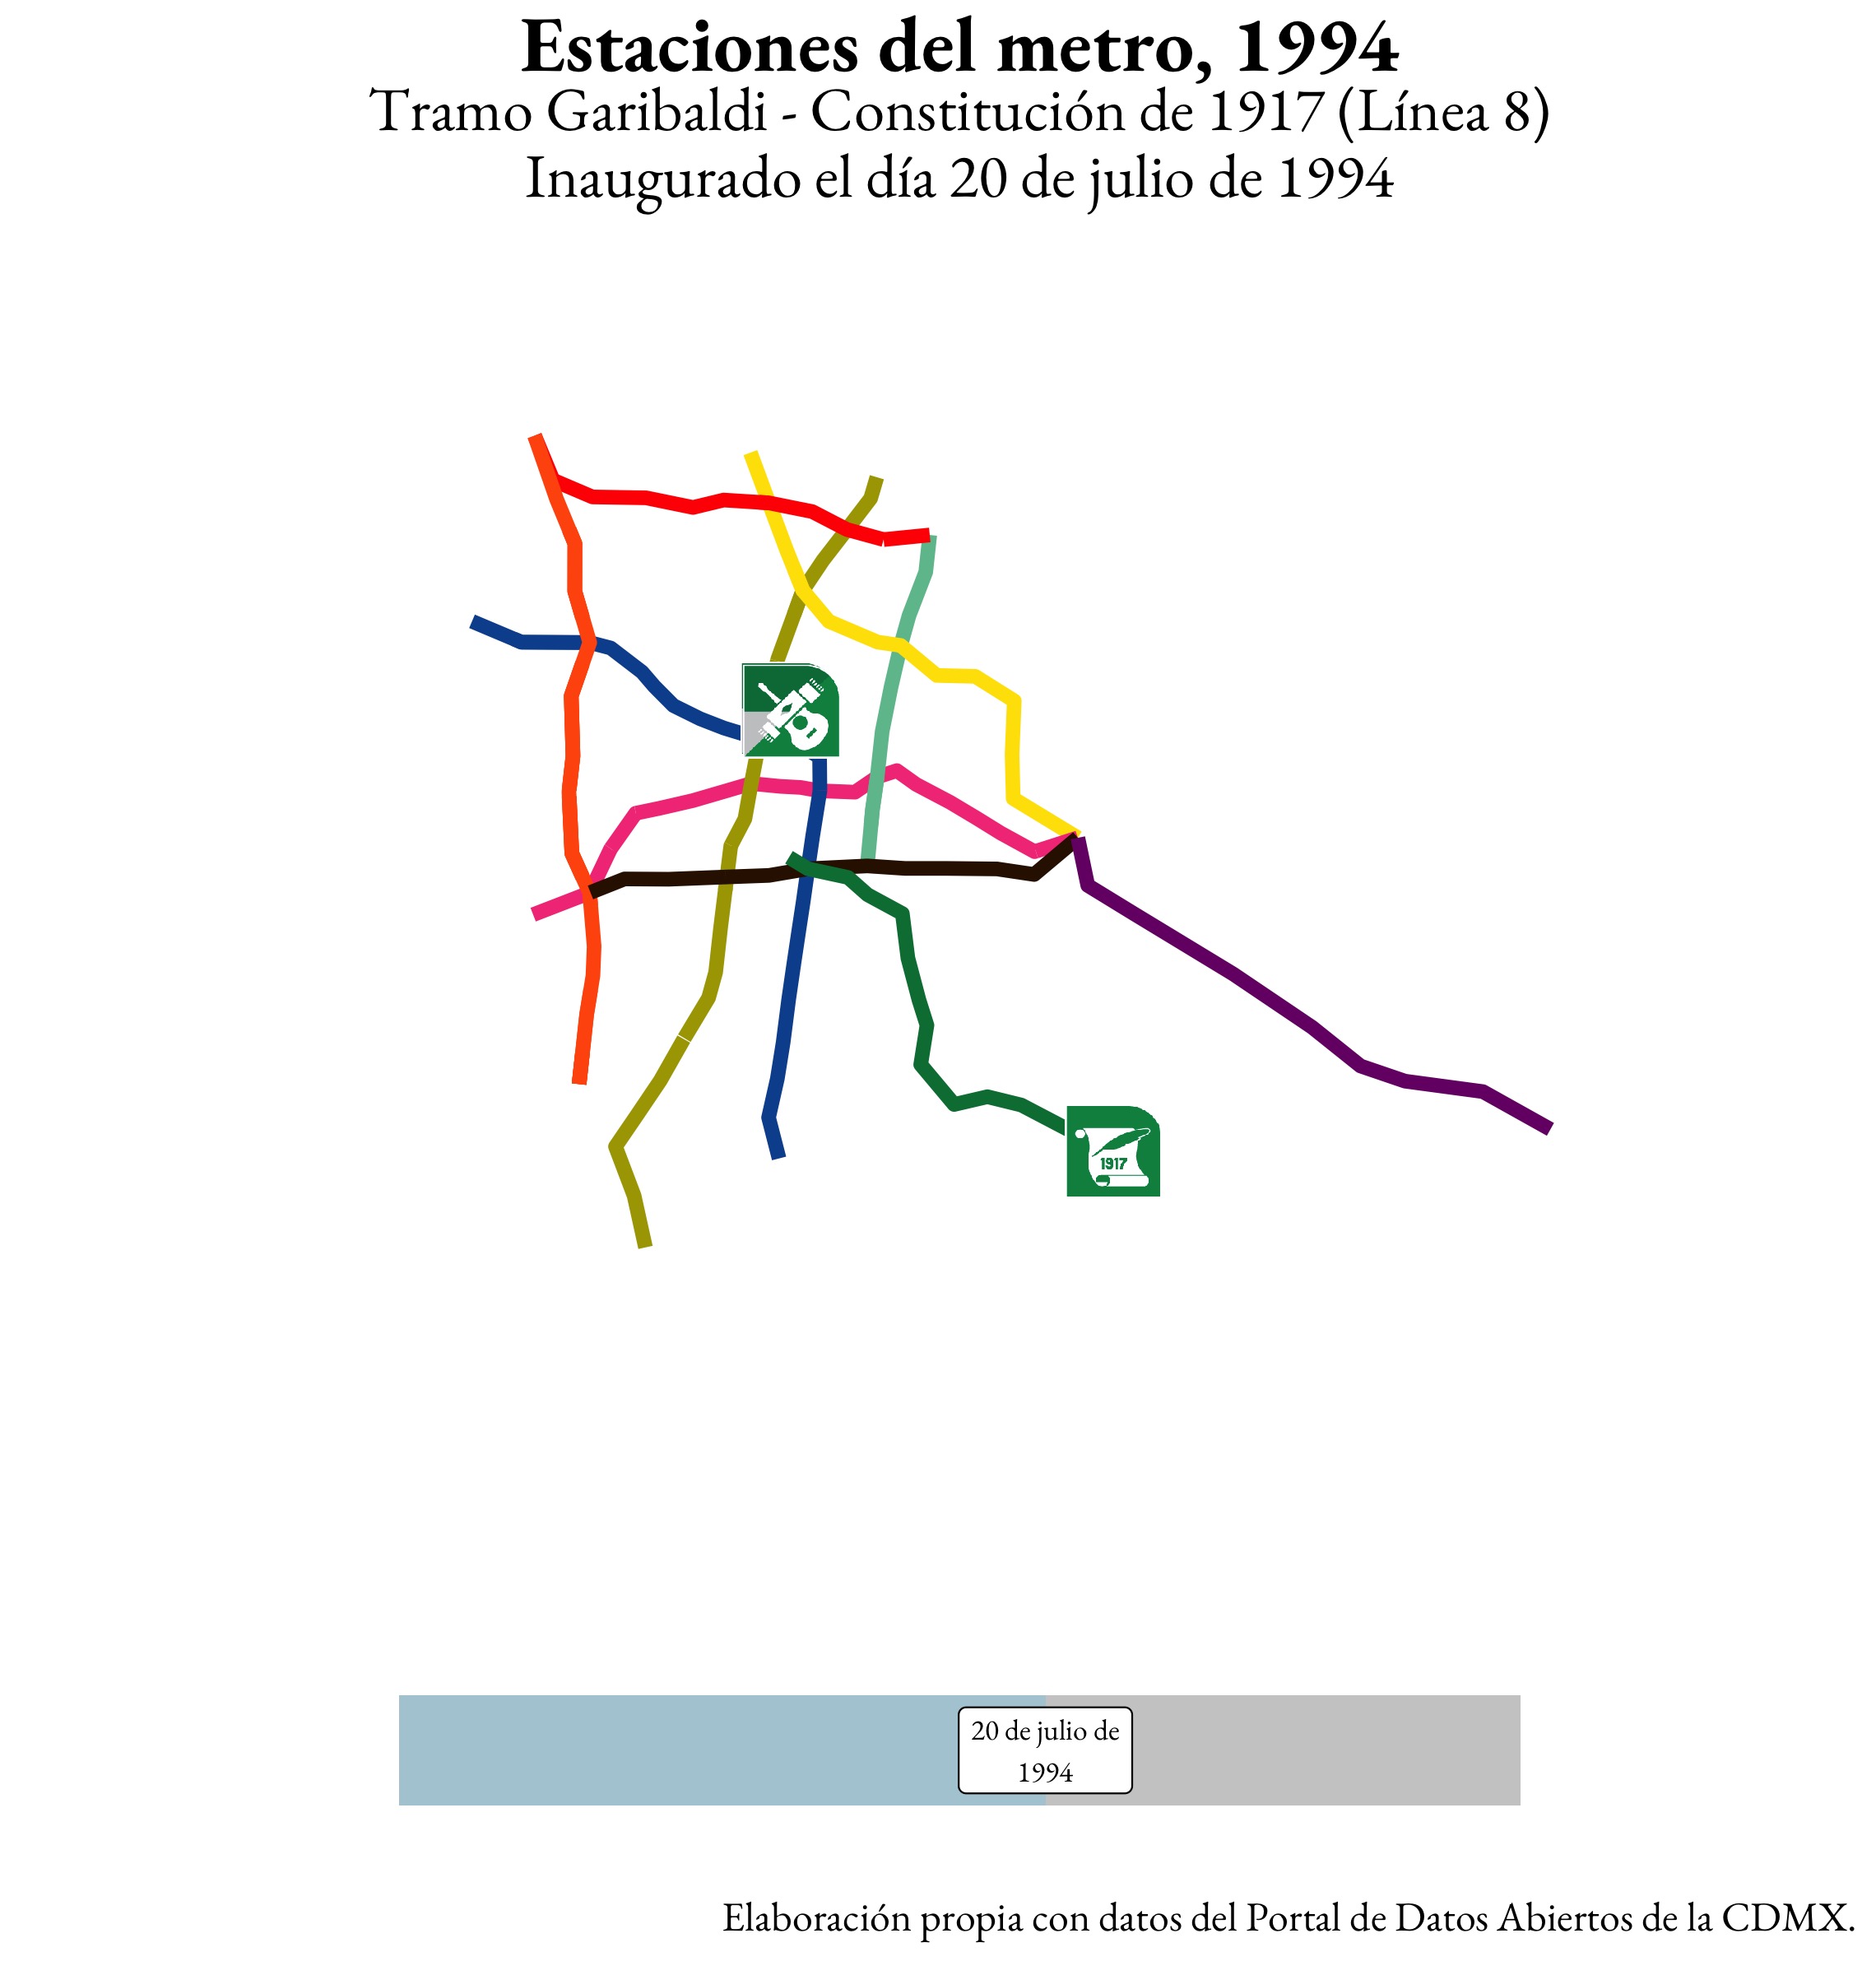 Estaciones del metro, 1994
Tramo Garibaldi - Constitución de 1917 (Línea 8)
Inaugurado el día 20 de julio de 1994
1917
20 de julio de
1994
Elaboración propia con datos del Portal de Datos Abiertos de la CDMX.